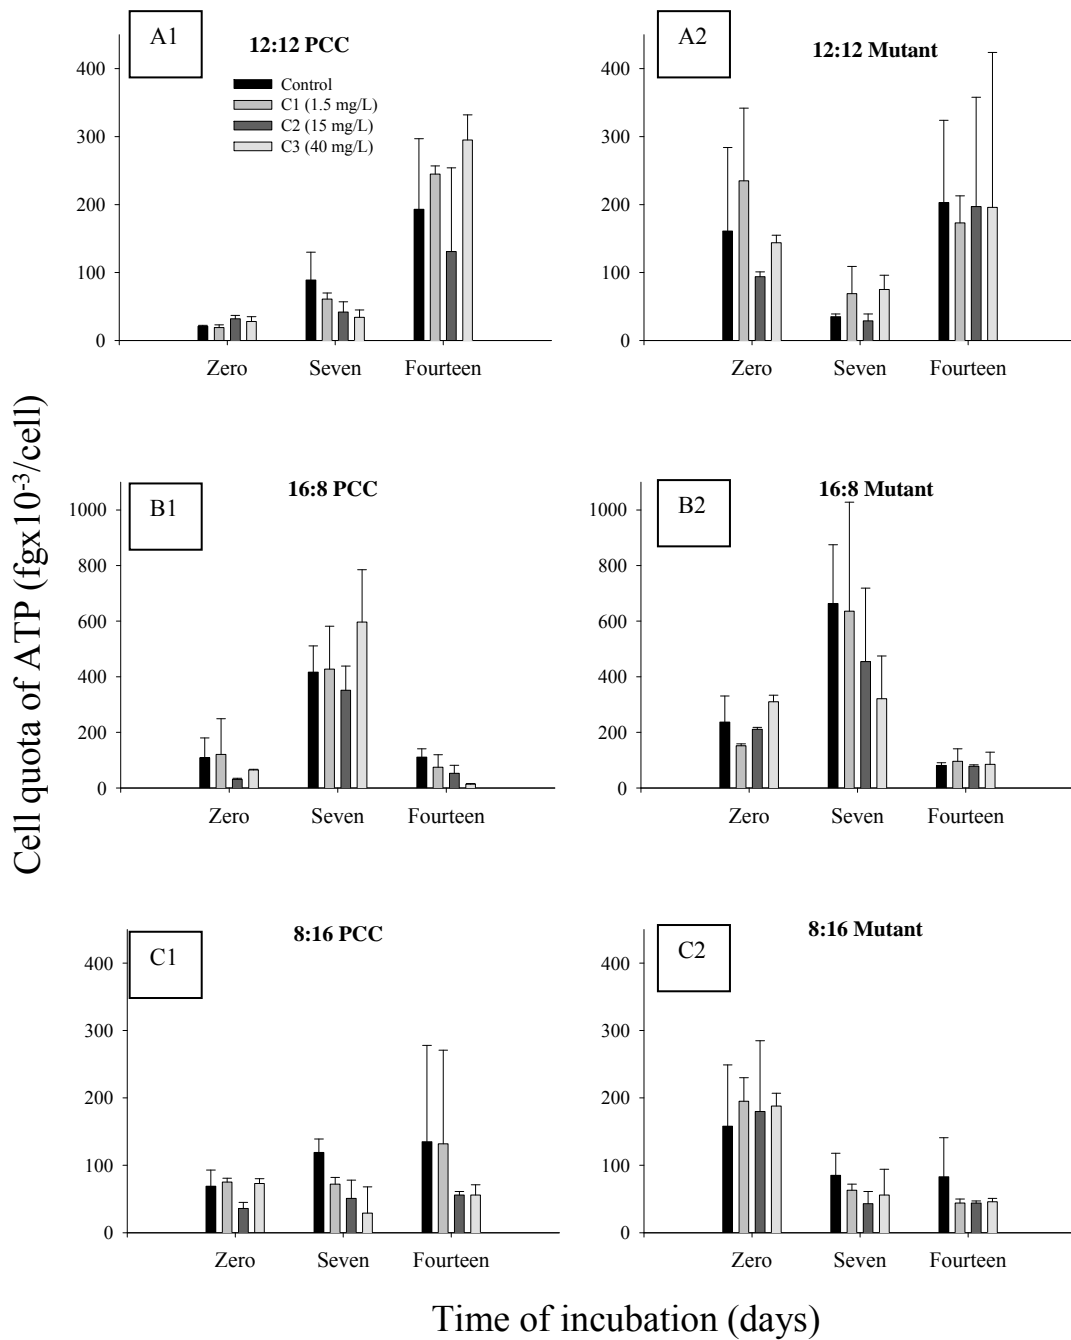 A1
12:12 PCC
Control
C1 (1.5 mg/L)
C2 (15 mg/L)
C3 (40 mg/L)
400
300
200
100
0
Zero Seven Fourteen
A2
12:12 Mutant
400
300
200
100
0
Zero Seven Fourteen
Cell quota of ATP (fgx10⁻³/cell)
B1
16:8 PCC
1000
800
600
400
200
0
Zero Seven Fourteen
B2
16:8 Mutant
1000
800
600
400
200
0
Zero Seven Fourteen
C1
8:16 PCC
400
300
200
100
0
Zero Seven Fourteen
C2
8:16 Mutant
400
300
200
100
0
Zero Seven Fourteen
Time of incubation (days)